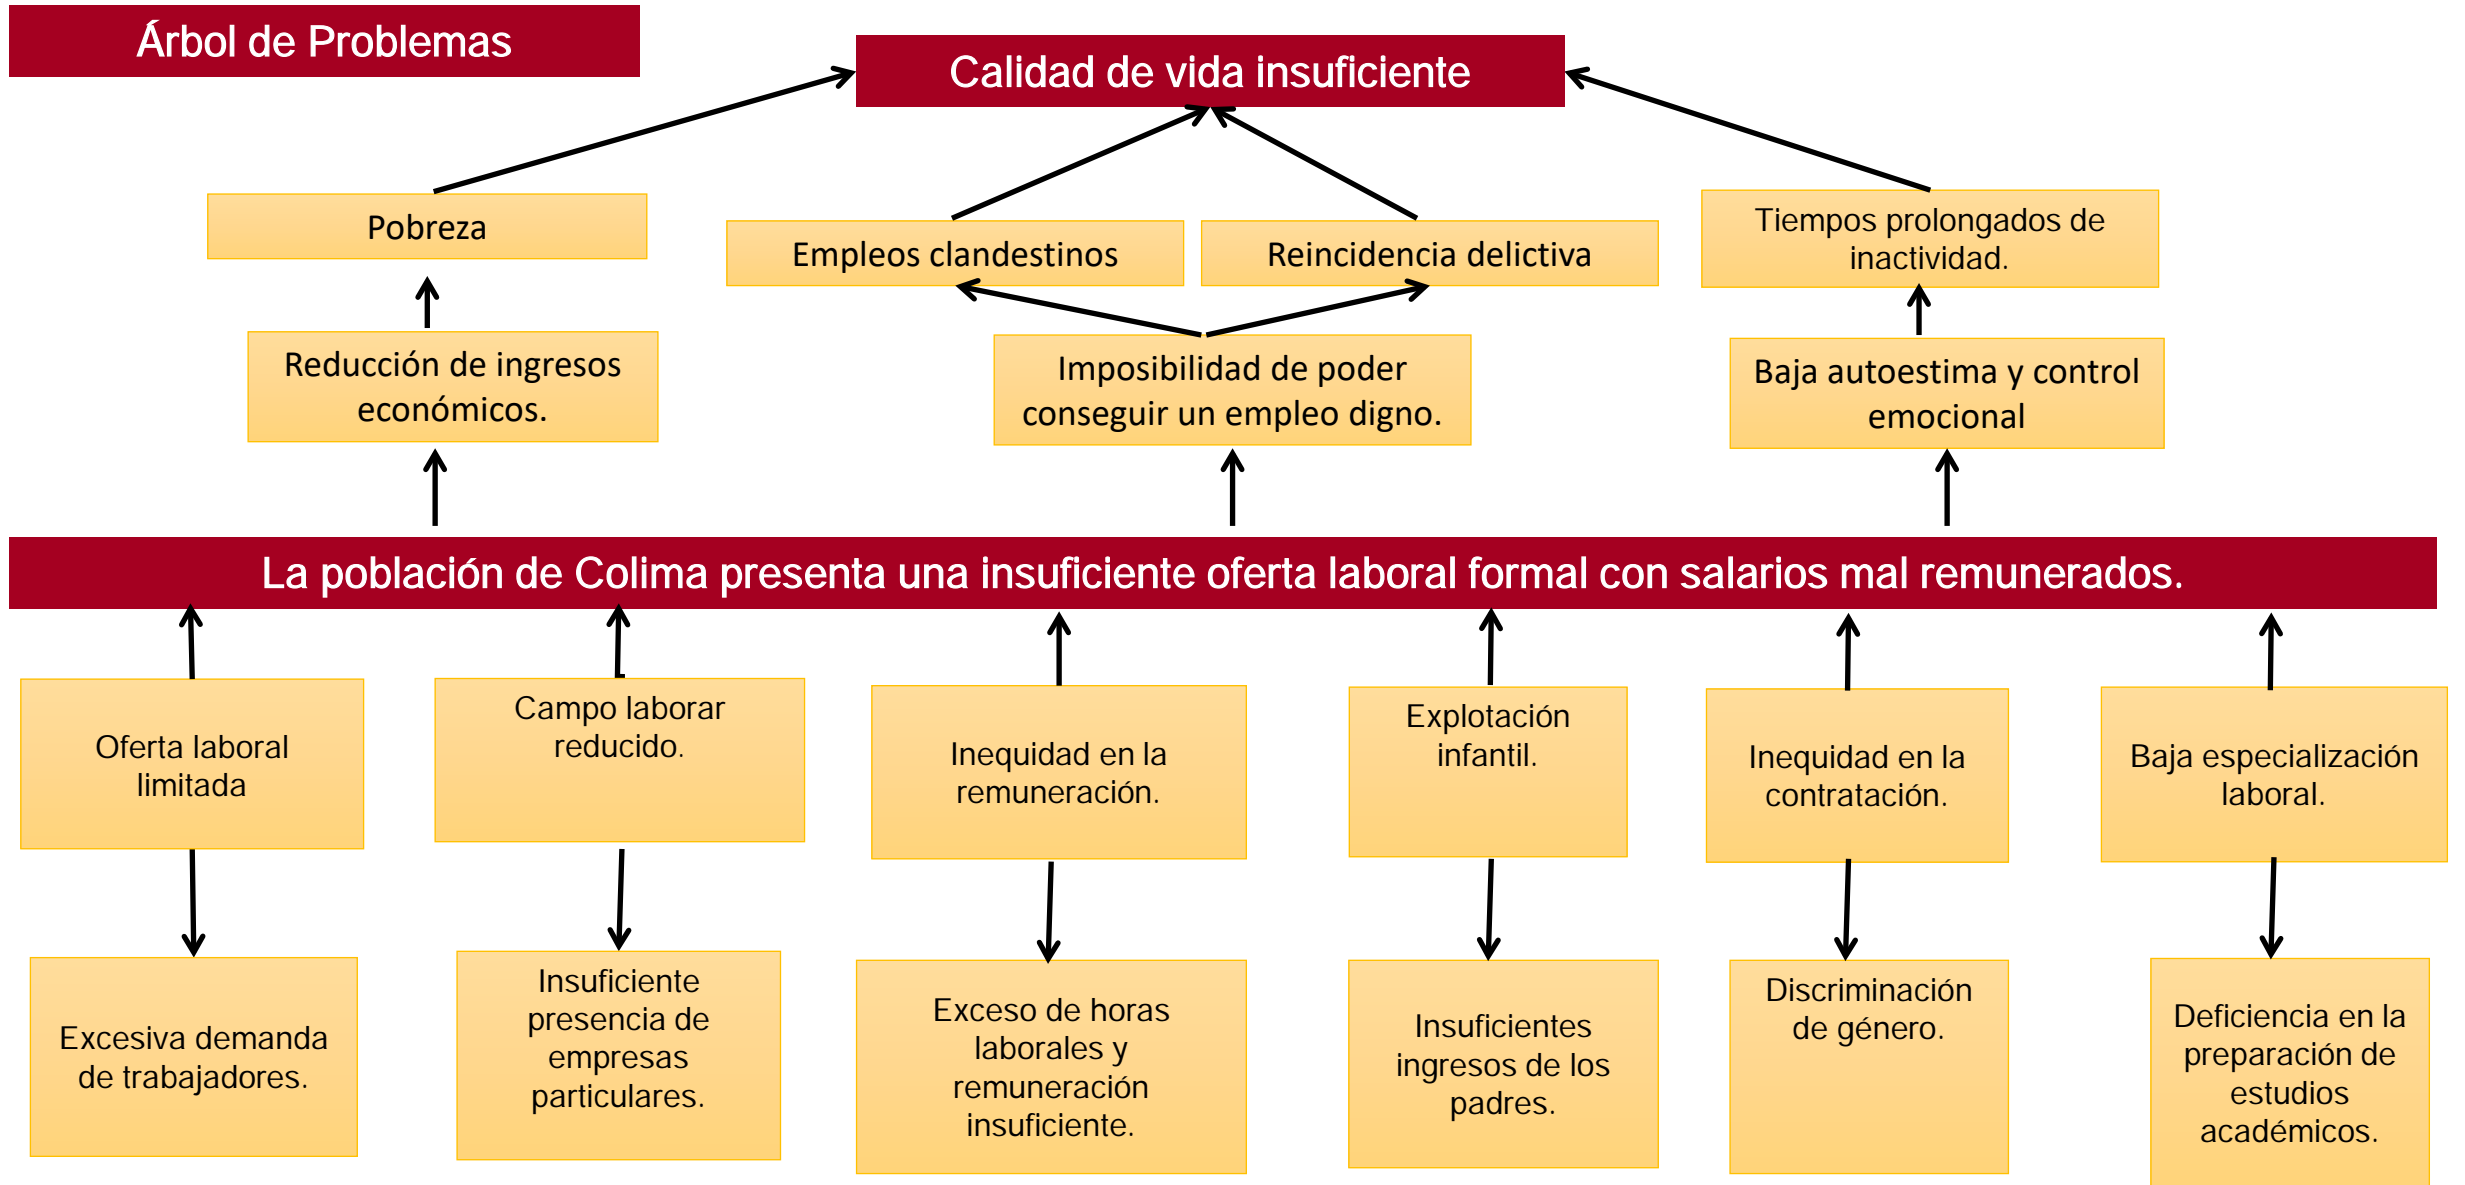 Árbol de Problemas
Calidad de vida insuficiente
Pobreza
Empleos clandestinos
Reincidencia delictiva
Tiempos prolongados de
inactividad.
Reducción de ingresos
económicos.
Imposibilidad de poder
conseguir un empleo digno.
Baja autoestima y control
emocional
La población de Colima presenta una insuficiente oferta laboral formal con salarios mal remunerados.
Oferta laboral
limitada
Campo laborar
reducido.
Inequidad en la
remuneración.
Explotación
infantil.
Inequidad en la
contratación.
Baja especialización
laboral.
Excesiva demanda
de trabajadores.
Insuficiente
presencia de
empresas
particulares.
Exceso de horas
laborales y
remuneración
insuficiente.
Insuficientes
ingresos de los
padres.
Discriminación
de género.
Deficiencia en la
preparación de
estudios
académicos.